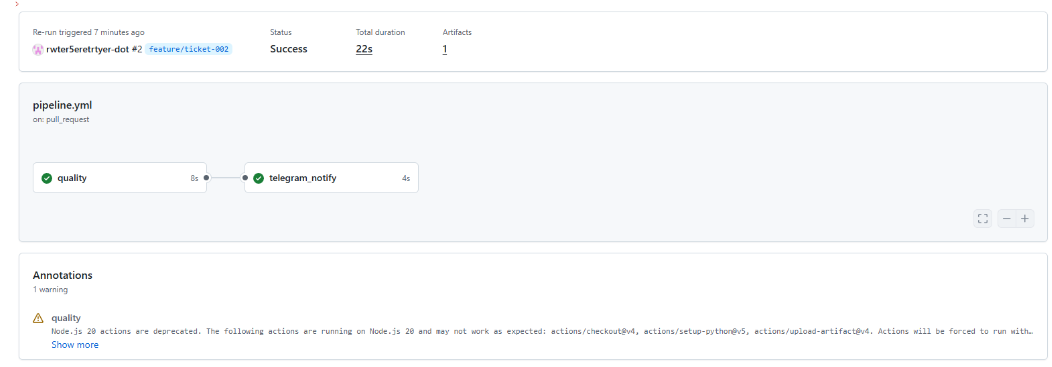 Re-run triggered 7 minutes ago
rwter5eretrtyer-dot #2 feature/ticket-002
Status
Success
Total duration
22s
Artifacts
1
pipeline.yml
on: pull_request
quality 8s
telegram_notify 4s
Annotations
1 warning
quality
Node.js 20 actions are deprecated. The following actions are running on Node.js 20 and may not work as expected: actions/checkout@v4, actions/setup-python@v5, actions/upload-artifact@v4. Actions will be forced to run with…
Show more